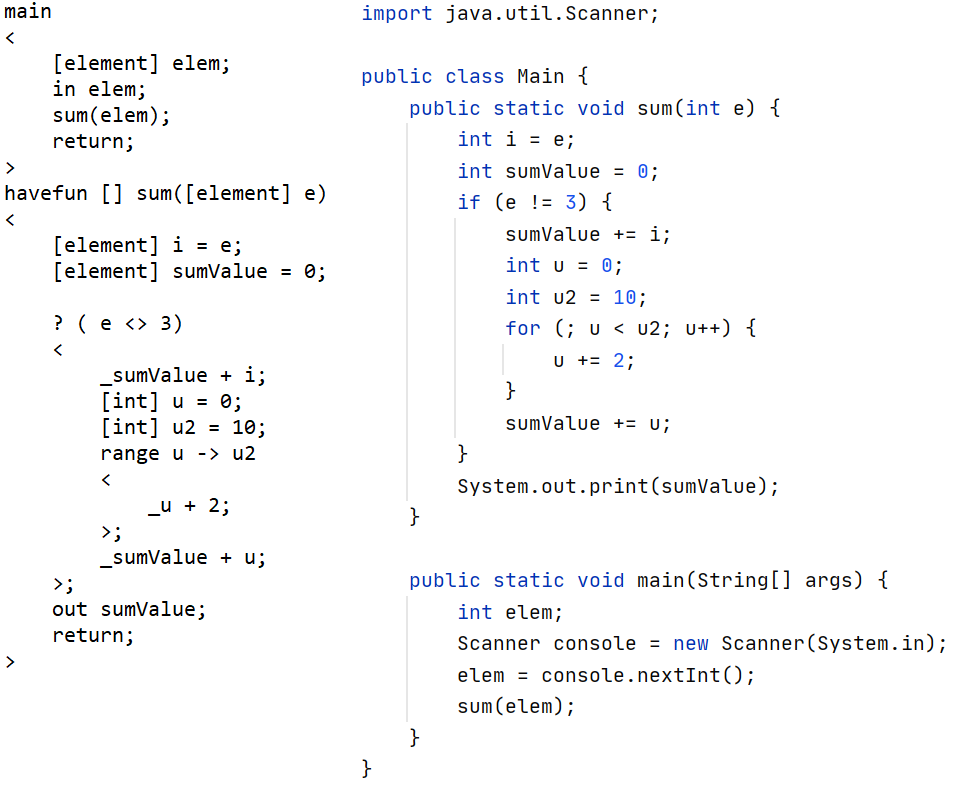 main
<
    [element] elem;
    in elem;
    sum(elem);
    return;
>
havefun [] sum([element] e)
<
    [element] i = e;
    [element] sumValue = 0;

    ? ( e <> 3)
    <
        _sumValue + i;
        [int] u = 0;
        [int] u2 = 10;
        range u -> u2
        <
            _u + 2;
        >;
        _sumValue + u;
    >;
    out sumValue;
    return;
>
import java.util.Scanner;

public class Main {
    public static void sum(int e) {
        int i = e;
        int sumValue = 0;
        if (e != 3) {
            sumValue += i;
            int u = 0;
            int u2 = 10;
            for (; u < u2; u++) {
                u += 2;
            }
            sumValue += u;
        }
        System.out.print(sumValue);
    }

    public static void main(String[] args) {
        int elem;
        Scanner console = new Scanner(System.in);
        elem = console.nextInt();
        sum(elem);
    }
}